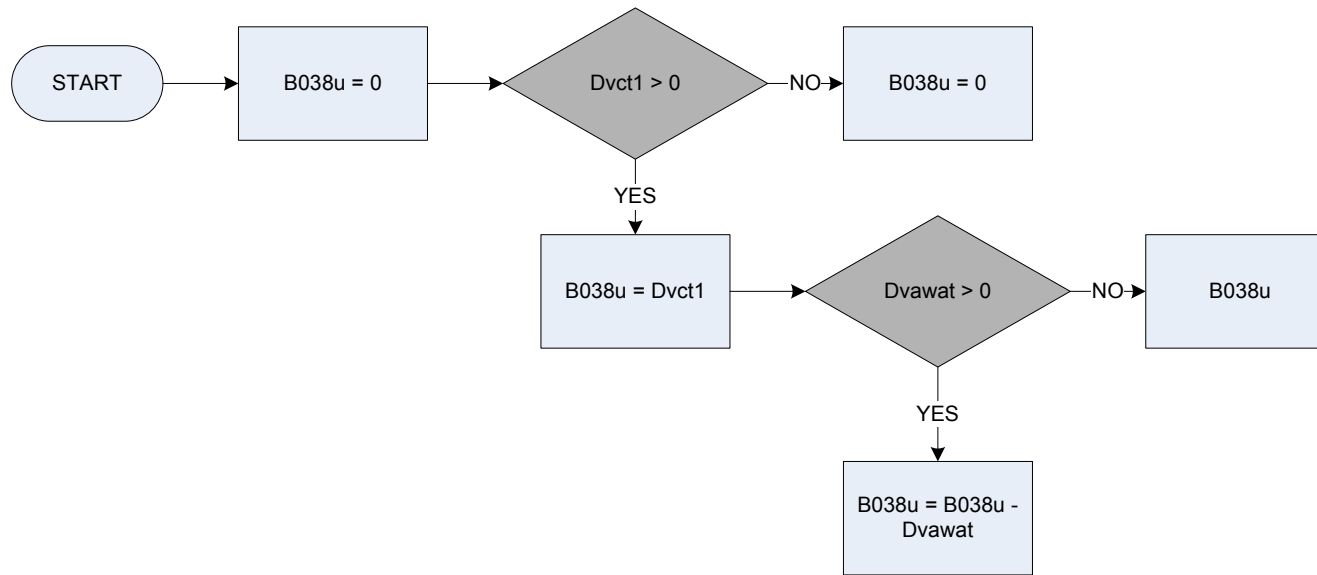 START
B038u = 0
Dvct1 > 0
NO
B038u = 0
YES
B038u = Dvct1
Dvawat > 0
NO
B038u
YES
B038u = B038u -
Dvawat